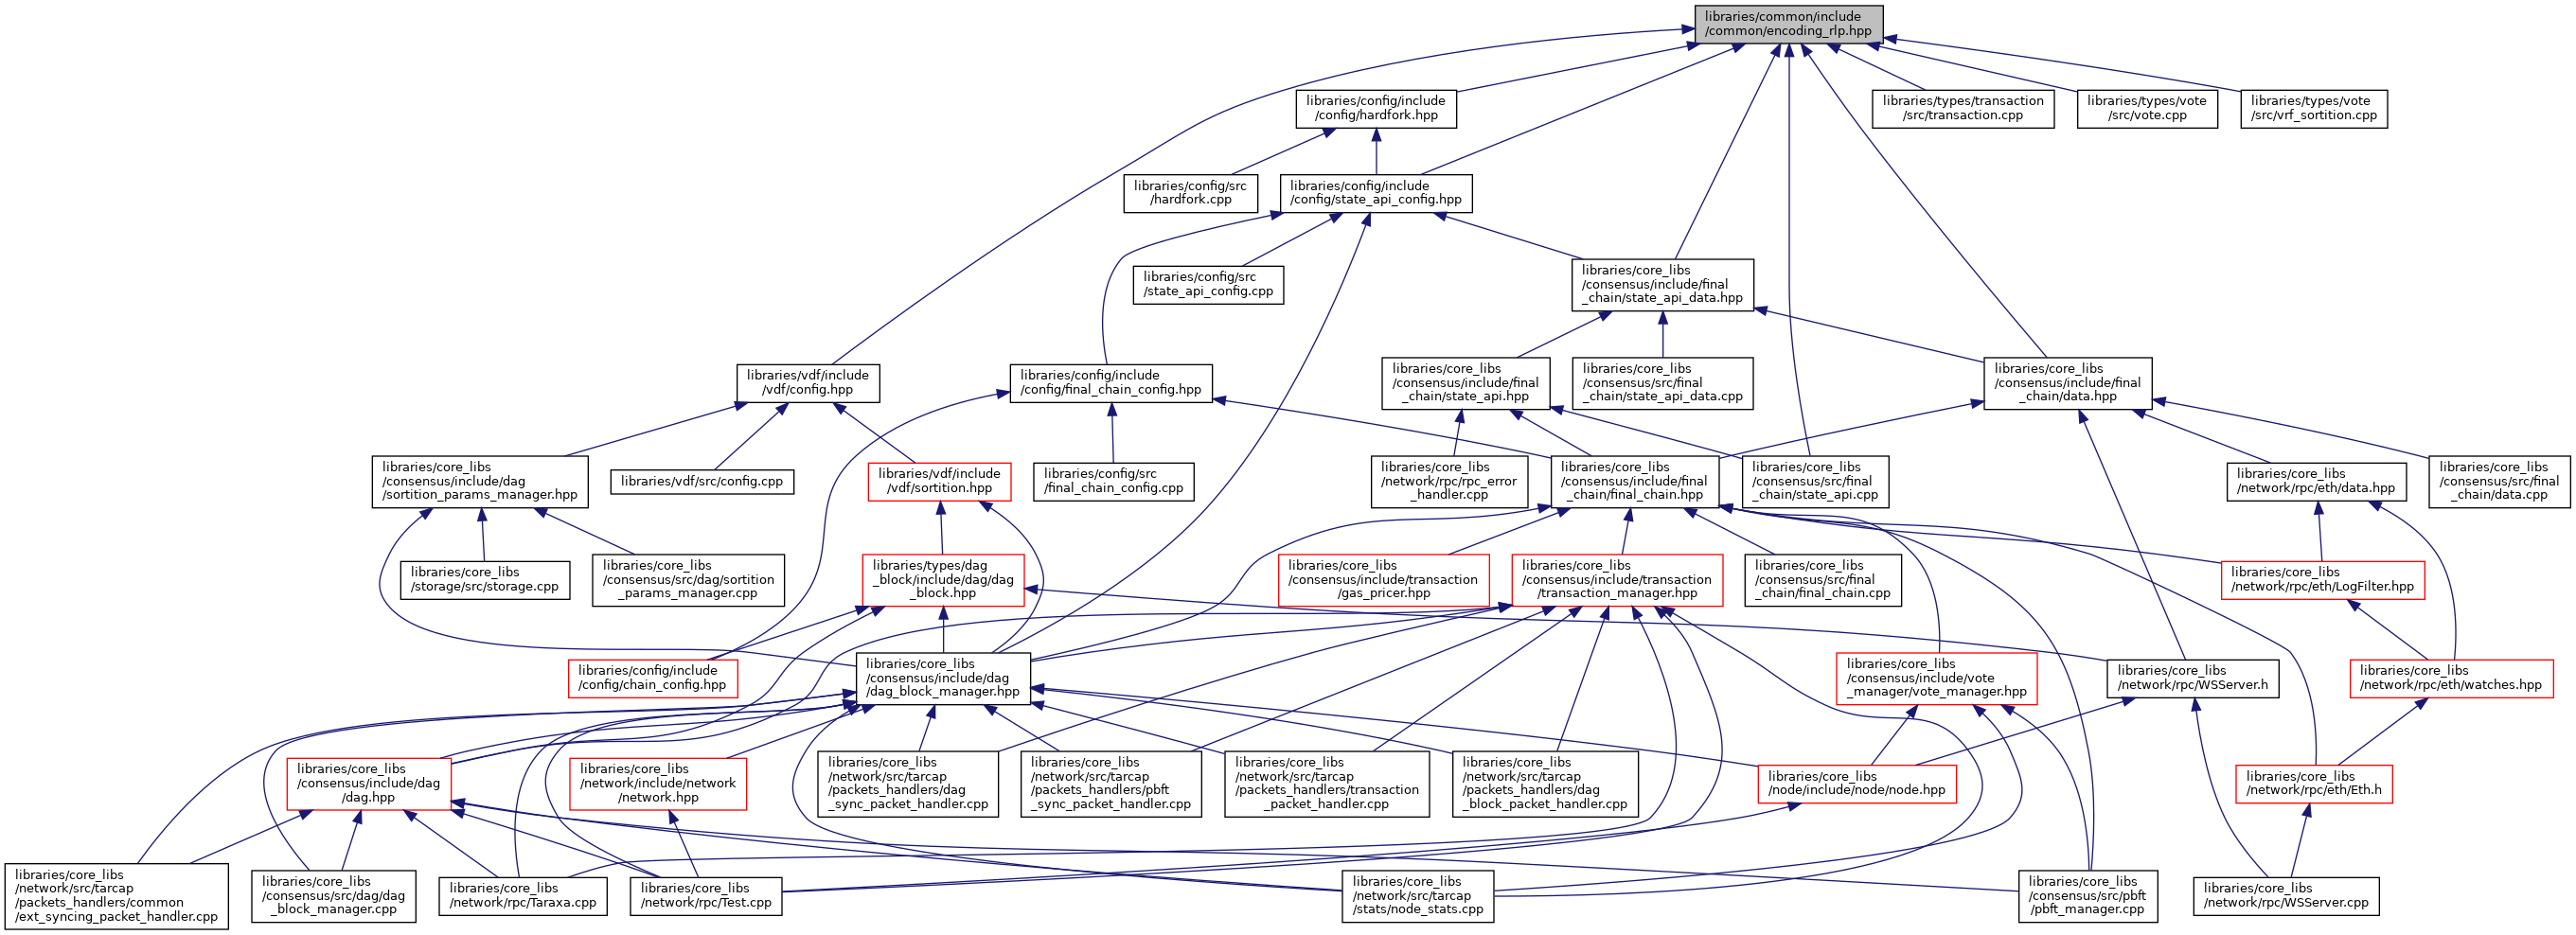 libraries/common/include
/common/encoding_rlp.hpp
libraries/config/include
/config/hardfork.hpp
libraries/types/transaction
/src/transaction.cpp
libraries/types/vote
/src/vote.cpp
libraries/types/vote
/src/vrf_sortition.cpp
libraries/config/src
/hardfork.cpp
libraries/config/include
/config/state_api_config.hpp
libraries/config/src
/state_api_config.cpp
libraries/core_libs
/consensus/include/final
_chain/state_api_data.hpp
libraries/vdf/include
/vdf/config.hpp
libraries/config/include
/config/final_chain_config.hpp
libraries/core_libs
/consensus/include/final
_chain/state_api.hpp
libraries/core_libs
/consensus/src/final
_chain/state_api_data.cpp
libraries/core_libs
/consensus/include/final
_chain/data.hpp
libraries/core_libs
/consensus/include/dag
/sortition_params_manager.hpp
libraries/vdf/src/config.cpp
libraries/vdf/include
/vdf/sortition.hpp
libraries/config/src
/final_chain_config.cpp
libraries/core_libs
/network/rpc/rpc_error
_handler.cpp
libraries/core_libs
/consensus/include/final
_chain/final_chain.hpp
libraries/core_libs
/consensus/src/final
_chain/state_api.cpp
libraries/core_libs
/network/rpc/eth/data.hpp
libraries/core_libs
/consensus/src/final
_chain/data.cpp
libraries/core_libs
/storage/src/storage.cpp
libraries/core_libs
/consensus/src/dag/sortition
_params_manager.cpp
libraries/types/dag
_block/include/dag/dag
_block.hpp
libraries/core_libs
/consensus/include/transaction
/gas_pricer.hpp
libraries/core_libs
/consensus/include/transaction
/transaction_manager.hpp
libraries/core_libs
/consensus/src/final
_chain/final_chain.cpp
libraries/core_libs
/network/rpc/eth/LogFilter.hpp
libraries/config/include
/config/chain_config.hpp
libraries/core_libs
/consensus/include/dag
/dag_block_manager.hpp
libraries/core_libs
/consensus/include/vote
_manager/vote_manager.hpp
libraries/core_libs
/network/rpc/WSServer.h
libraries/core_libs
/network/rpc/eth/watches.hpp
libraries/core_libs
/consensus/include/dag
/dag.hpp
libraries/core_libs
/network/include/network
/network.hpp
libraries/core_libs
/network/src/tarcap
/packets_handlers/dag
_sync_packet_handler.cpp
libraries/core_libs
/network/src/tarcap
/packets_handlers/pbft
_sync_packet_handler.cpp
libraries/core_libs
/network/src/tarcap
/packets_handlers/transaction
_packet_handler.cpp
libraries/core_libs
/network/src/tarcap
/packets_handlers/dag
_block_packet_handler.cpp
libraries/core_libs
/node/include/node/node.hpp
libraries/core_libs
/network/rpc/eth/Eth.h
libraries/core_libs
/network/src/tarcap
/packets_handlers/common
/ext_syncing_packet_handler.cpp
libraries/core_libs
/consensus/src/dag/dag
_block_manager.cpp
libraries/core_libs
/network/rpc/Taraxa.cpp
libraries/core_libs
/network/rpc/Test.cpp
libraries/core_libs
/network/src/tarcap
/stats/node_stats.cpp
libraries/core_libs
/consensus/src/pbft
/pbft_manager.cpp
libraries/core_libs
/network/rpc/WSServer.cpp